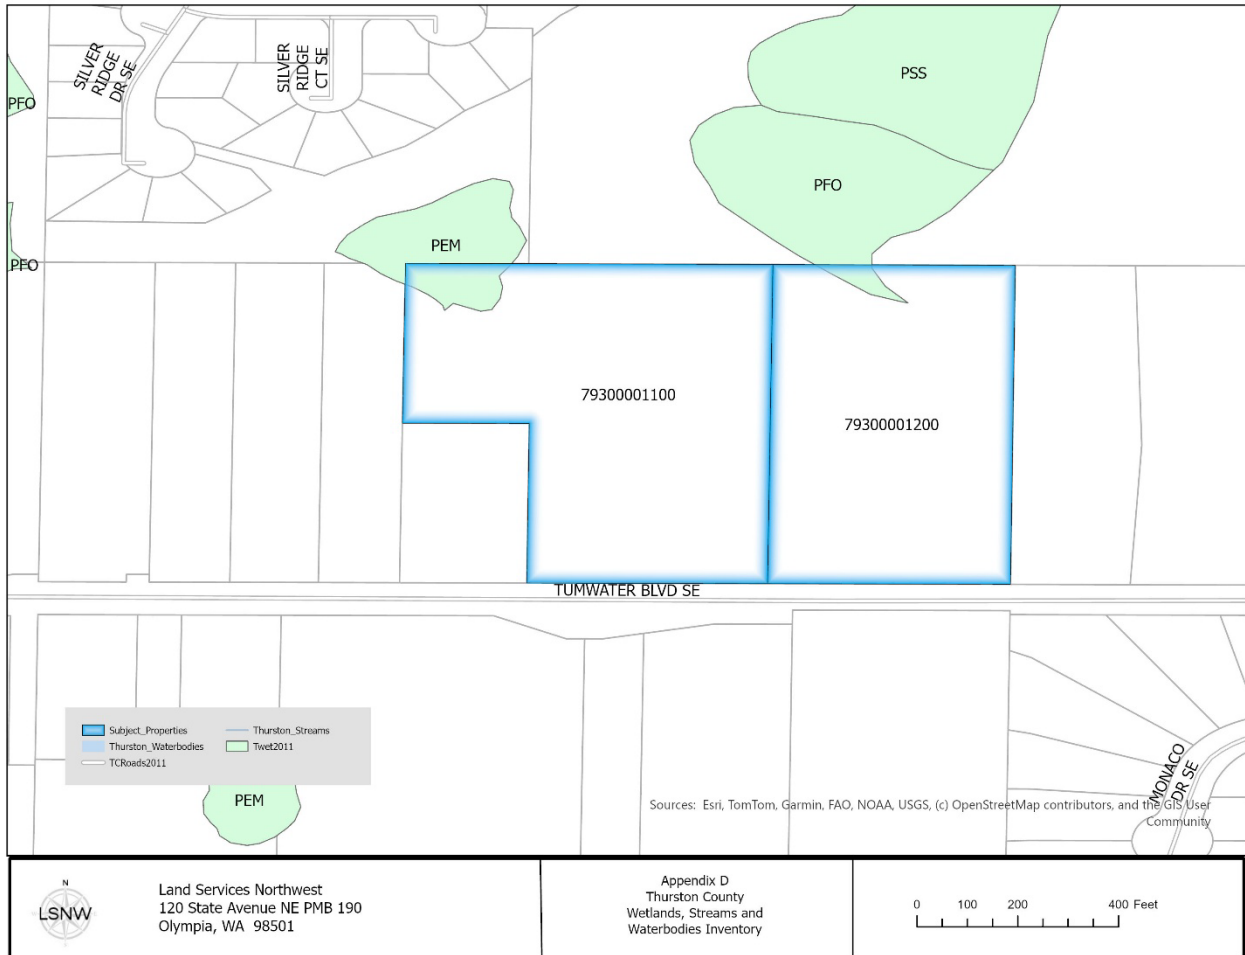 SILVER
RIDGE
DR SE
SILVER
RIDGE
CT SE
PSS
PFO
PFO
PEM
PFO
79300001100
79300001200
TUMWATER BLVD SE
Subject_Properties
Thurston_Streams
Thurston_Waterbodies
Twet2011
TCRoads2011
PEM
MONACO
DR SE
Sources: Esri, TomTom, Garmin, FAO, NOAA, USGS, (c) OpenStreetMap contributors, and the GIS User
Community
N
LSNW
Land Services Northwest
120 State Avenue NE PMB 190
Olympia, WA 98501
Appendix D
Thurston County
Wetlands, Streams and
Waterbodies Inventory
0 100 200 400 Feet